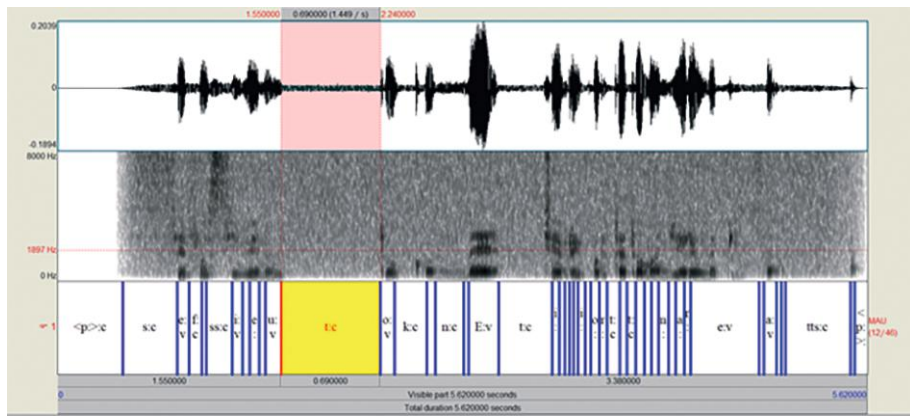 1.550000 0.690000 (1.449 / s) 2.240000
0.2039
0
-0.1894
8000 Hz
1897 Hz
0 Hz
1 <p>:c s:c e:v f:c ss:c i:v e: u:v t:c o:v k:c n:c E:v t:c i: i: or t:c t:c n: a: r e:v a:v tts:c <p>: MAU
(12/46)
1.550000 0.690000 3.380000
0 Visible part 5.620000 seconds 5.620000
Total duration 5.620000 seconds